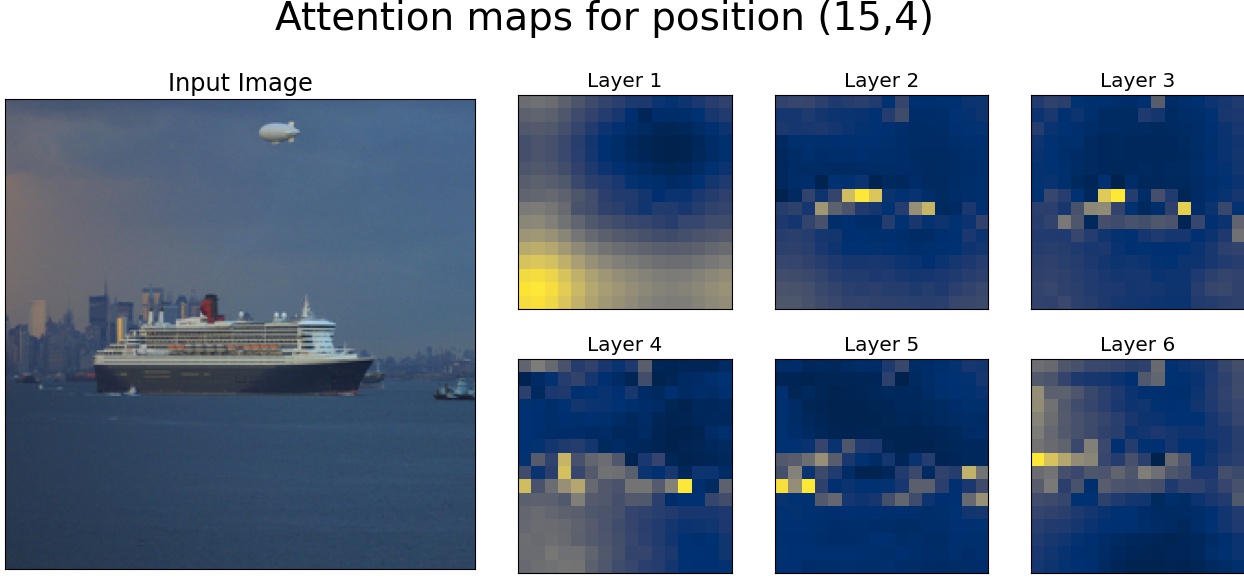 Attention maps for position (15,4)
Input Image
Layer 1
Layer 2
Layer 3
Layer 4
Layer 5
Layer 6